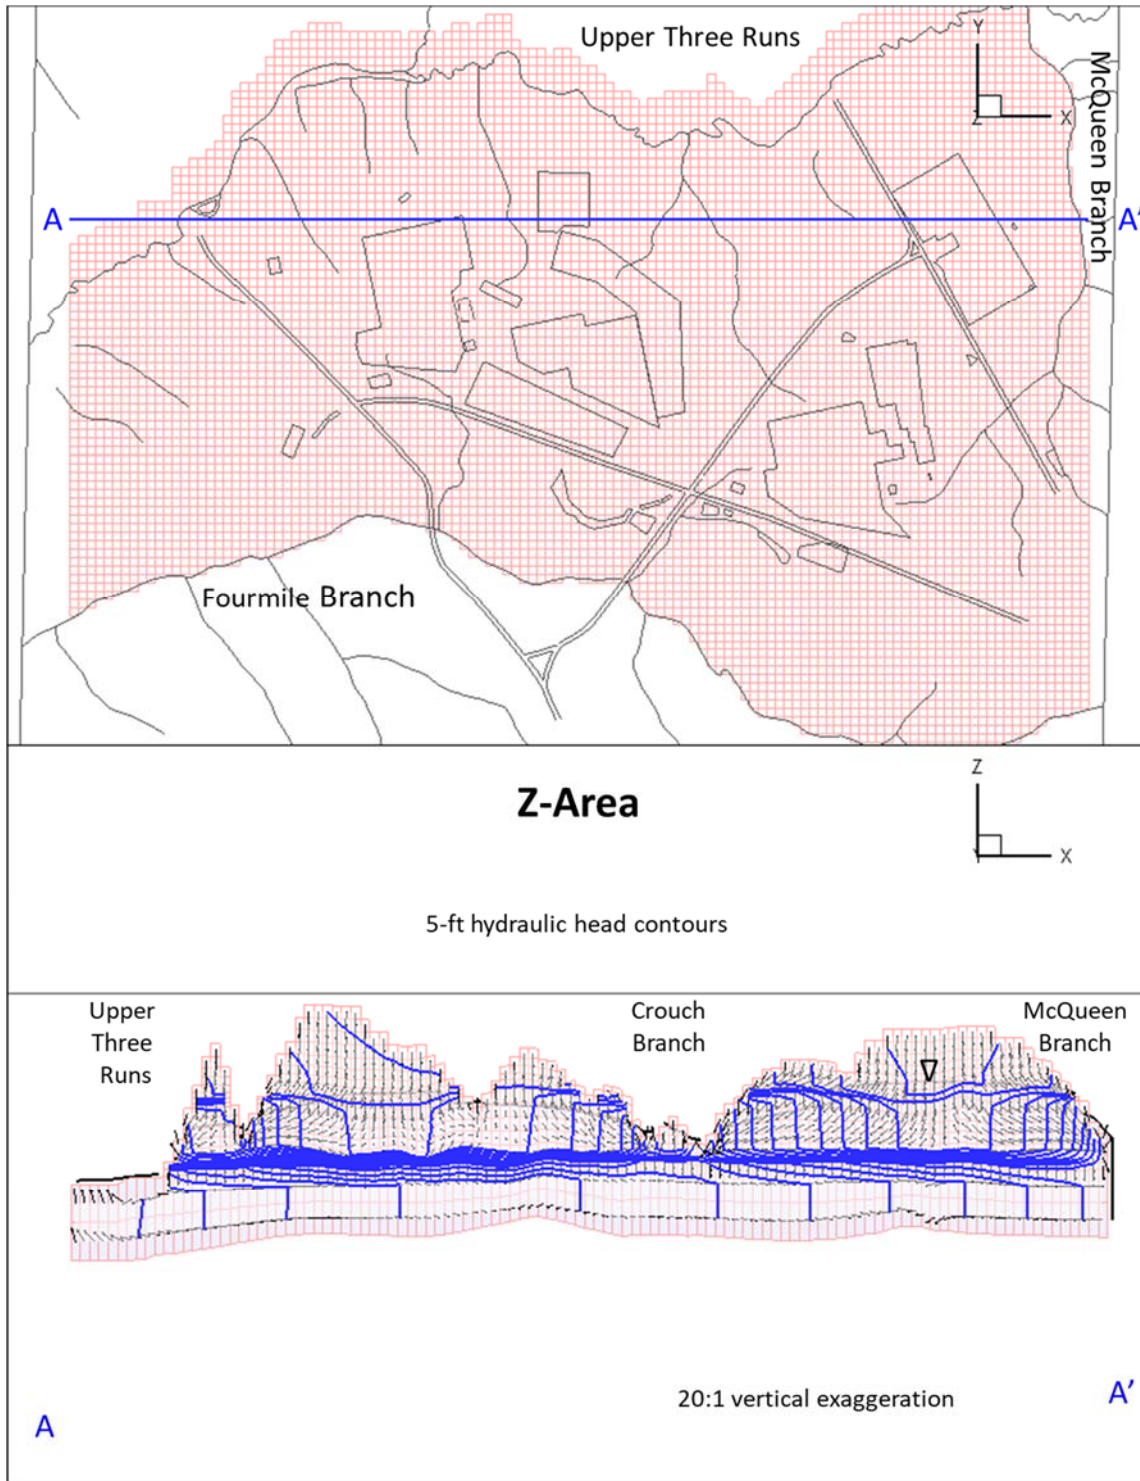 Upper Three Runs
Y
Z
X
McQueen Branch
A
A'
Fourmile Branch
Z-Area
Z
X
5-ft hydraulic head contours
Upper
Three
Runs
Crouch
Branch
McQueen
Branch
20:1 vertical exaggeration
A
A’